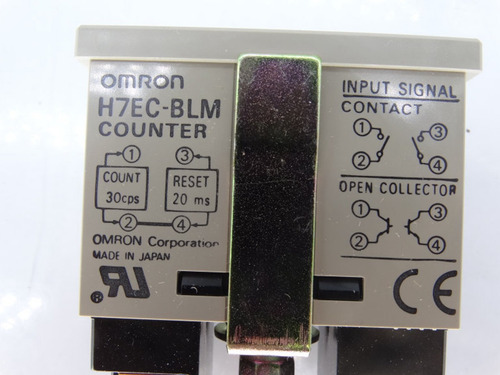 OMRON
H7EC-BLM
COUNTER
① ③
COUNT RESET
30cps 20 ms
② ④
OMRON Corporation
MADE IN JAPAN
RU ®
INPUT SIGNAL
CONTACT
① ③
② ④
OPEN COLLECTOR
① ③
② ④
CE